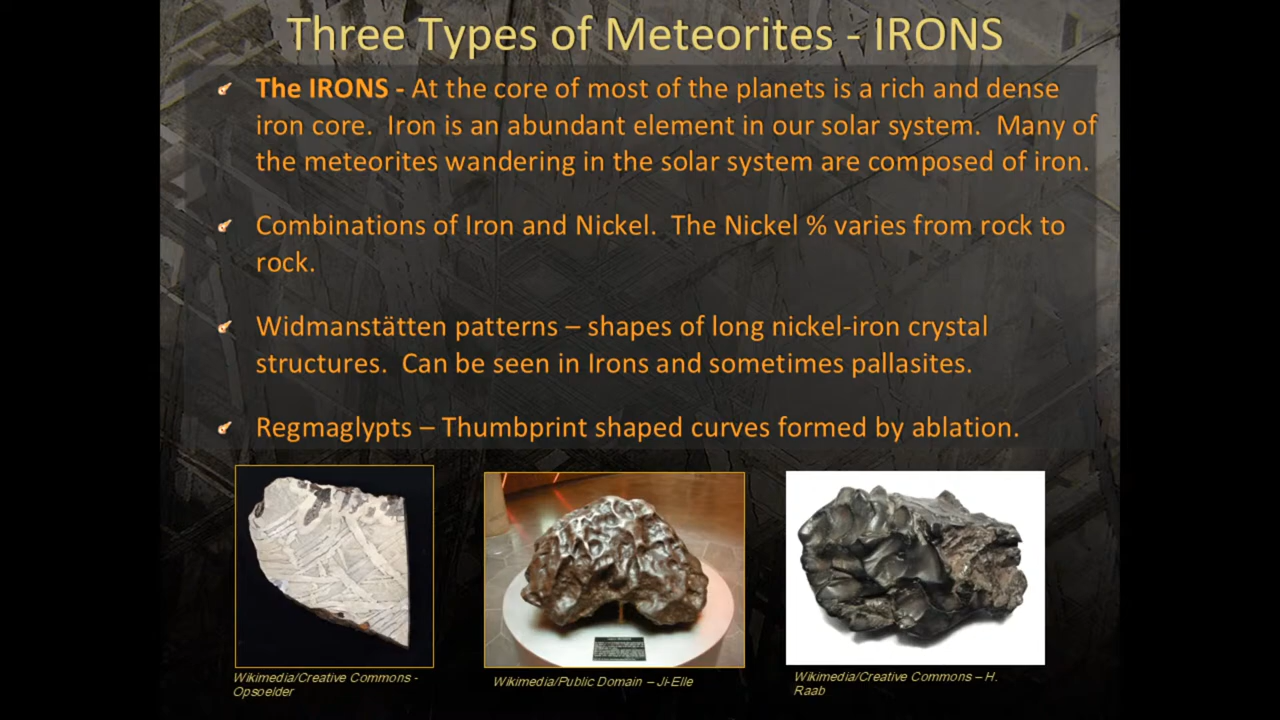 Three Types of Meteorites - IRONS
The IRONS - At the core of most of the planets is a rich and dense
iron core. Iron is an abundant element in our solar system. Many of
the meteorites wandering in the solar system are composed of iron.
Combinations of Iron and Nickel. The Nickel % varies from rock to
rock.
Widmanstätten patterns – shapes of long nickel-iron crystal
structures. Can be seen in Irons and sometimes pallasites.
Regmaglypts – Thumbprint shaped curves formed by ablation.
Wikimedia/Creative Commons -
Opsoelder
Wikimedia/Public Domain – Ji-Elle
Wikimedia/Creative Commons – H.
Raab